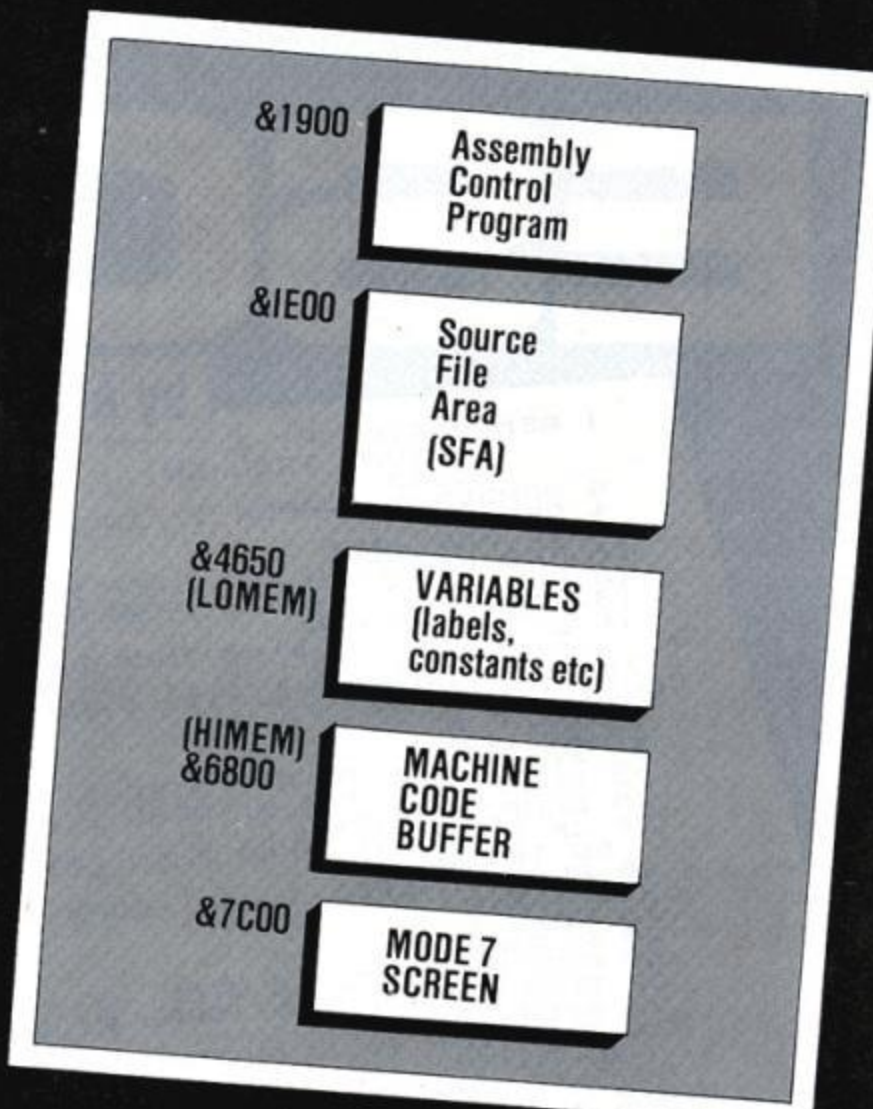 &1900
Assembly
Control
Program
&IE00
Source
File
Area
(SFA)
&4650
(LOMEM)
VARIABLES
(labels,
constants etc)
(HIMEM)
&6800
MACHINE
CODE
BUFFER
&7C00
MODE 7
SCREEN